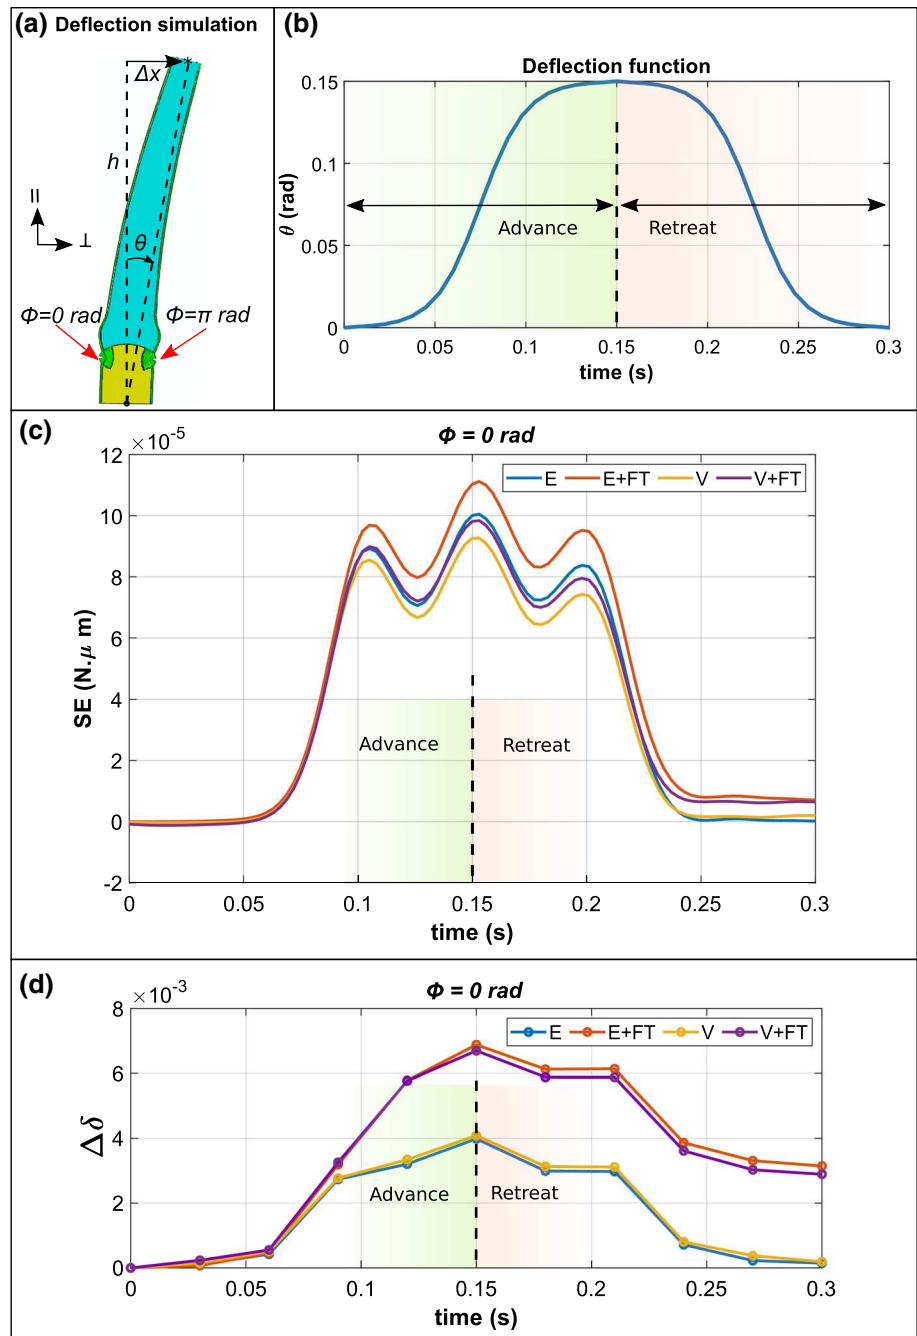 (a) Deflection simulation
Δx
h
=
⊥
θ
Φ=0 rad
Φ=π rad
(b)
Deflection function
0.15
0.1
0.05
0
θ (rad)
Advance
Retreat
0 0.05 0.1 0.15 0.2 0.25 0.3
time (s)
(c)
Φ = 0 rad
×10⁻⁵
E E+FT V V+FT
12
10
8
6
4
2
0
-2
SE (N.μ m)
Advance
Retreat
0 0.05 0.1 0.15 0.2 0.25 0.3
time (s)
(d)
Φ = 0 rad
×10⁻³
E E+FT V V+FT
8
6
4
2
0
Δδ
Advance
Retreat
0 0.05 0.1 0.15 0.2 0.25 0.3
time (s)